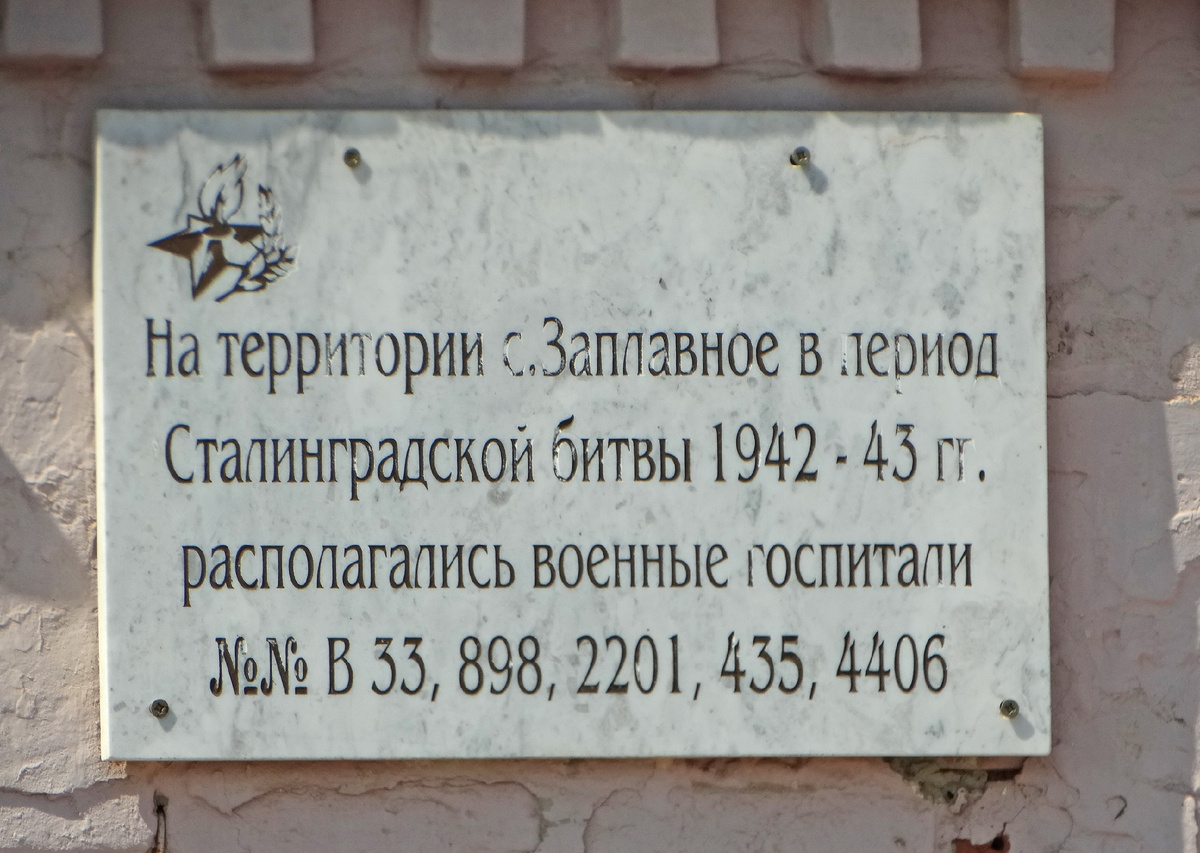 На территории с.Заплавное в период
Сталинградской битвы 1942 - 43 гг.
располагались военные госпитали
№№ В 33, 898, 2201, 435, 4406